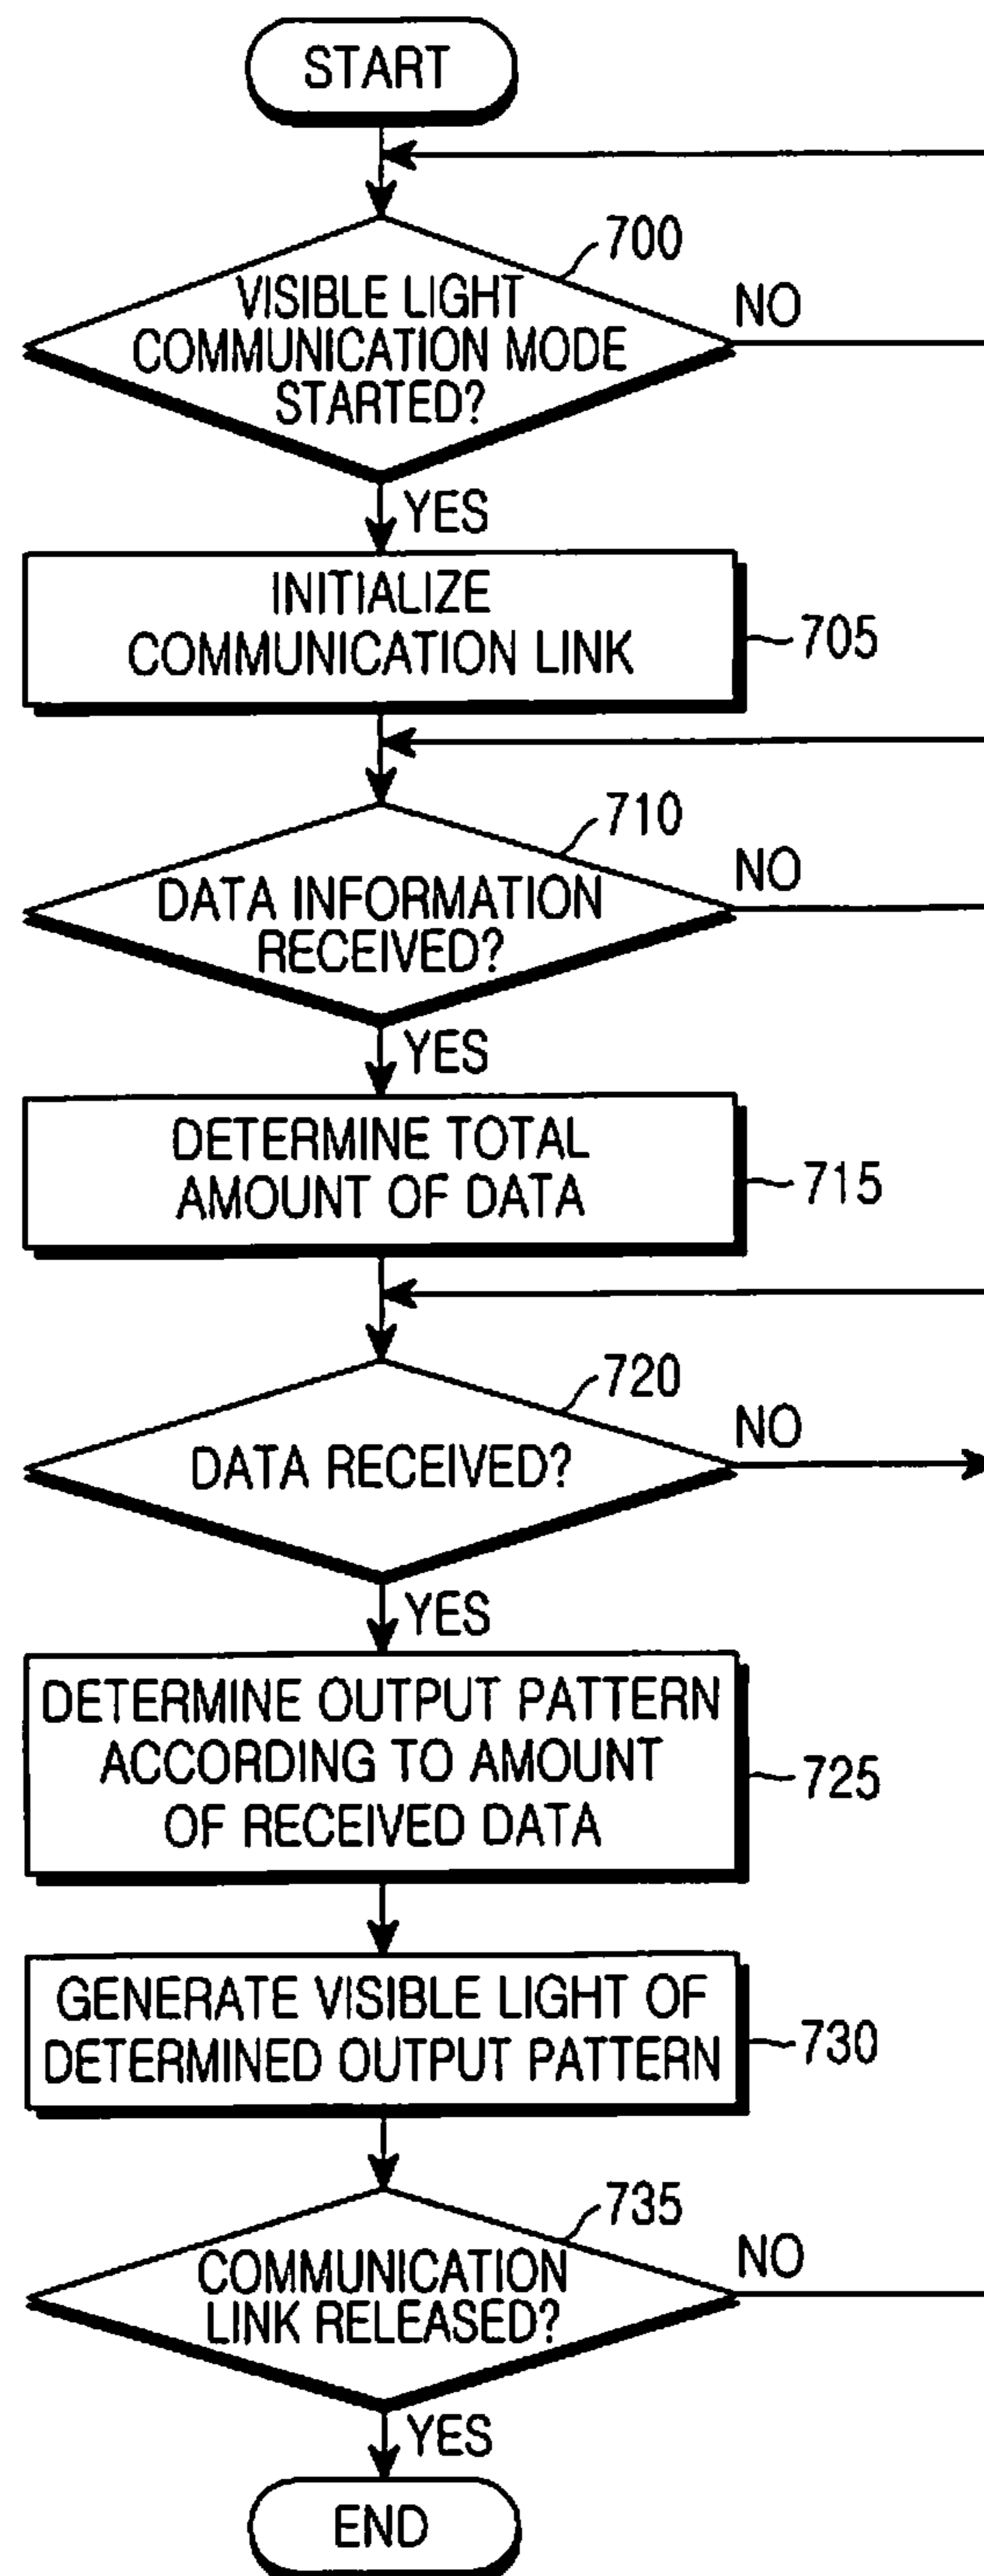 START
700
VISIBLE LIGHT
COMMUNICATION MODE
STARTED?
NO
YES
INITIALIZE
COMMUNICATION LINK
705
710
DATA INFORMATION
RECEIVED?
NO
YES
DETERMINE TOTAL
AMOUNT OF DATA
715
720
DATA RECEIVED?
NO
YES
DETERMINE OUTPUT PATTERN
ACCORDING TO AMOUNT
OF RECEIVED DATA
725
GENERATE VISIBLE LIGHT OF
DETERMINED OUTPUT PATTERN
730
735
COMMUNICATION
LINK RELEASED?
NO
YES
END